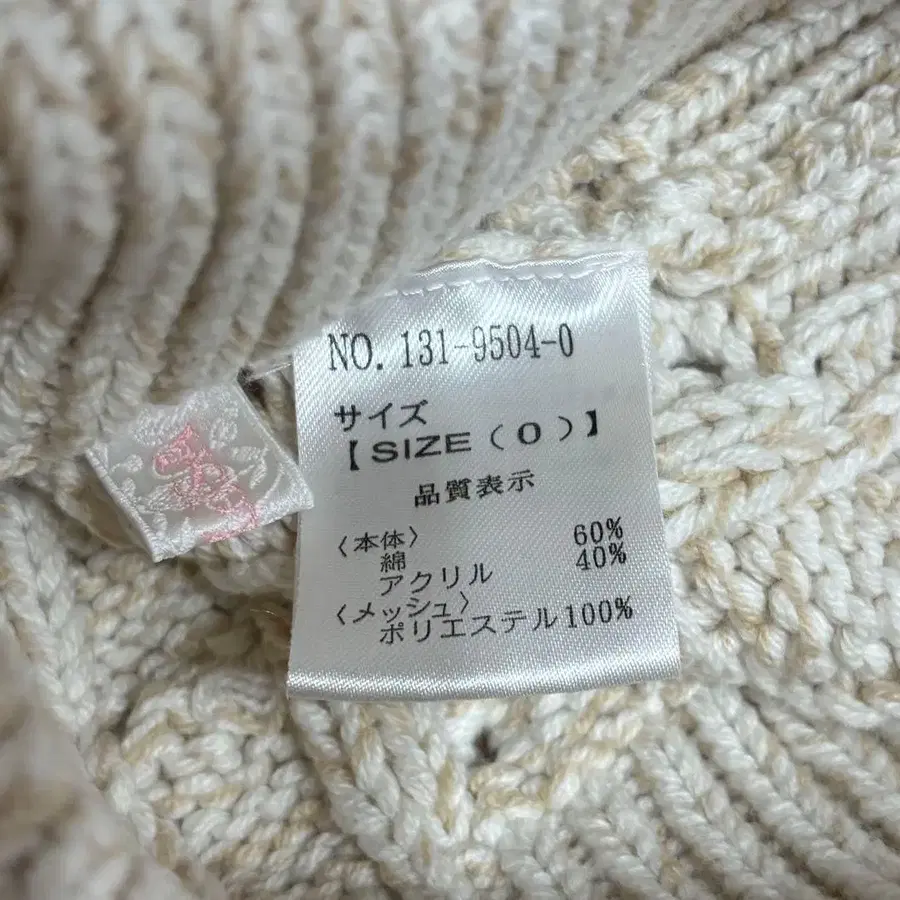 NO. 131-9504-0
サイズ
【SIZE（0）】
品質表示
〈本体〉
綿 60%
アクリル 40%
〈メッシュ〉
ポリエステル100%